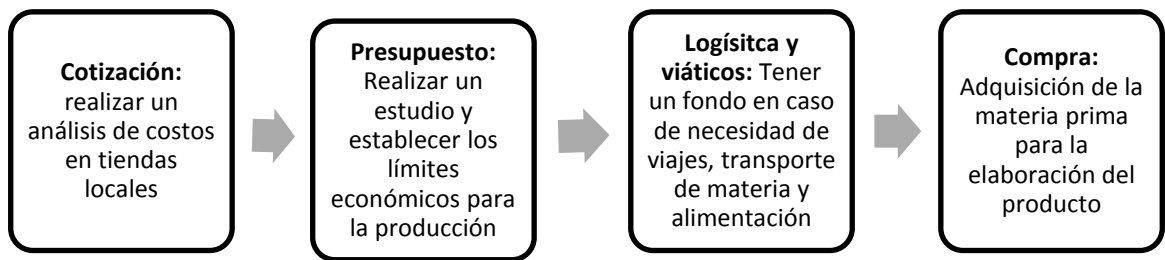 Cotización:
realizar un
análisis de costos
en tiendas
locales
Presupuesto:
Realizar un
estudio y
establecer los
límites
económicos para
la producción
Logísitca y
viáticos: Tener
un fondo en caso
de necesidad de
viajes, transporte
de materia y
alimentación
Compra:
Adquisición de la
materia prima
para la
elaboración del
producto